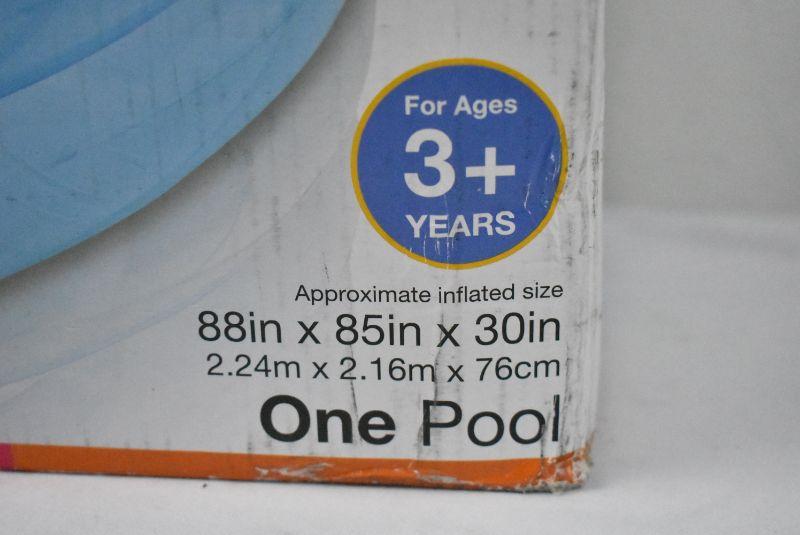 For Ages
3+
YEARS
Approximate inflated size
88in x 85in x 30in
2.24m x 2.16m x 76cm
One Pool